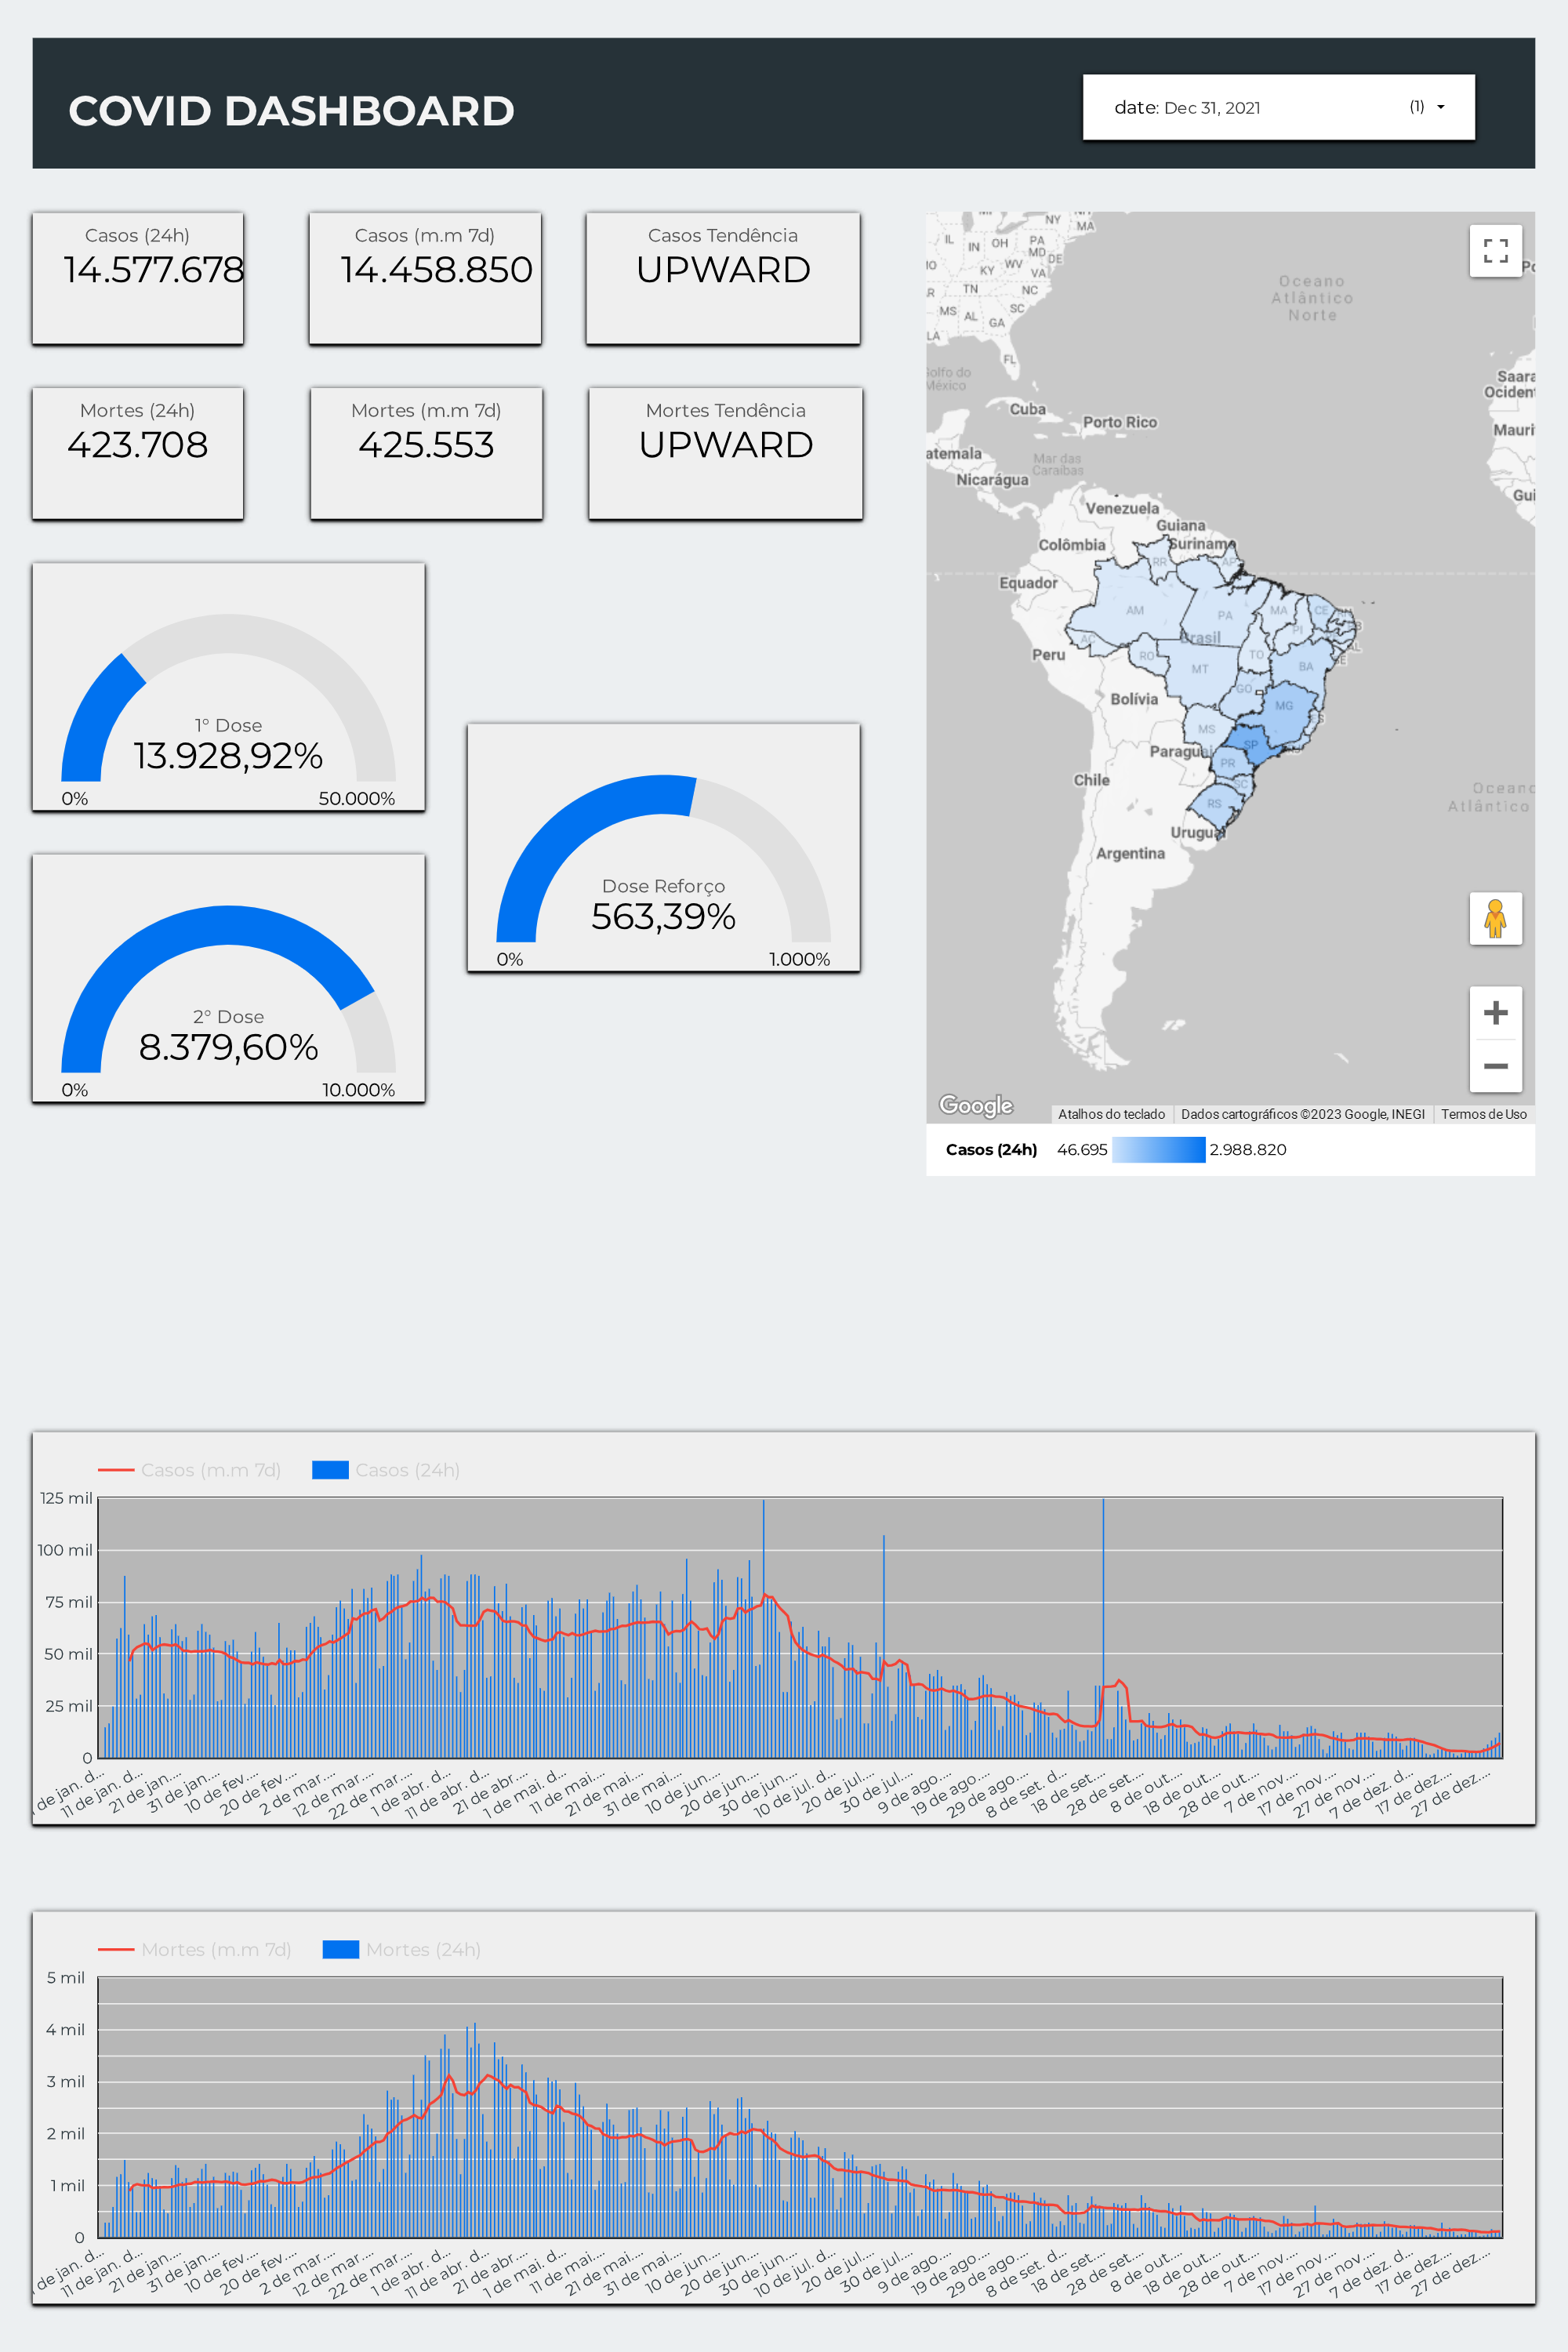 COVID DASHBOARD
date: Dec 31, 2021 (1)
Casos (24h)
14.577.678
Casos (m.m 7d)
14.458.850
Casos Tendência
UPWARD
Mortes (24h)
423.708
Mortes (m.m 7d)
425.553
Mortes Tendência
UPWARD
1° Dose
13.928,92%
0% 50.000%
2° Dose
8.379,60%
0% 10.000%
Dose Reforço
563,39%
0% 1.000%
NY
MA
IL
IN
OH
PA
MD
DE
KY
WV
VA
TN
NC
MS
AL
SC
GA
LA
FL
Oceano
Atlântico
Norte
México
Cuba
Porto Rico
atemala
Mar das
Caraíbas
Nicarágua
Saara
Ociden
Mauri
Gui
Venezuela
Guiana
Colômbia
Suriname
RR
AP
Equador
AM
PA
MA
CE
PI
AC
Brasil
Peru
RO
TO
MT
BA
Bolívia
GO
MG
MS
SP
Paraguai
PR
Chile
SC
RS
Uruguai
Argentina
Oceano
Atlântico
Google
Atalhos do teclado Dados cartográficos ©2023 Google, INEGI Termos de Uso
Casos (24h) 46.695 2.988.820
Casos (m.m 7d) Casos (24h)
125 mil
100 mil
75 mil
50 mil
25 mil
0
de jan. d... 11 de jan. d... 21 de jan.... 31 de jan.... 10 de fev.... 20 de fev.... 2 de mar.... 12 de mar.... 22 de mar.... 1 de abr. d... 11 de abr. d... 21 de abr.... 1 de mai. d... 11 de mai.... 21 de mai.... 31 de mai.... 10 de jun.... 20 de jun.... 30 de jun.... 10 de jul. d... 20 de jul.... 30 de jul.... 9 de ago.... 19 de ago.... 29 de ago.... 8 de set. d... 18 de set.... 28 de set.... 8 de out.... 18 de out.... 28 de out.... 7 de nov.... 17 de nov.... 27 de nov.... 7 de dez. d... 17 de dez.... 27 de dez....
Mortes (m.m 7d) Mortes (24h)
5 mil
4 mil
3 mil
2 mil
1 mil
0
de jan. d... 11 de jan. d... 21 de jan.... 31 de jan.... 10 de fev.... 20 de fev.... 2 de mar.... 12 de mar.... 22 de mar.... 1 de abr. d... 11 de abr. d... 21 de abr.... 1 de mai. d... 11 de mai.... 21 de mai.... 31 de mai.... 10 de jun.... 20 de jun.... 30 de jun.... 10 de jul. d... 20 de jul.... 30 de jul.... 9 de ago.... 19 de ago.... 29 de ago.... 8 de set. d... 18 de set.... 28 de set.... 8 de out.... 18 de out.... 28 de out.... 7 de nov.... 17 de nov.... 27 de nov.... 7 de dez. d... 17 de dez.... 27 de dez....